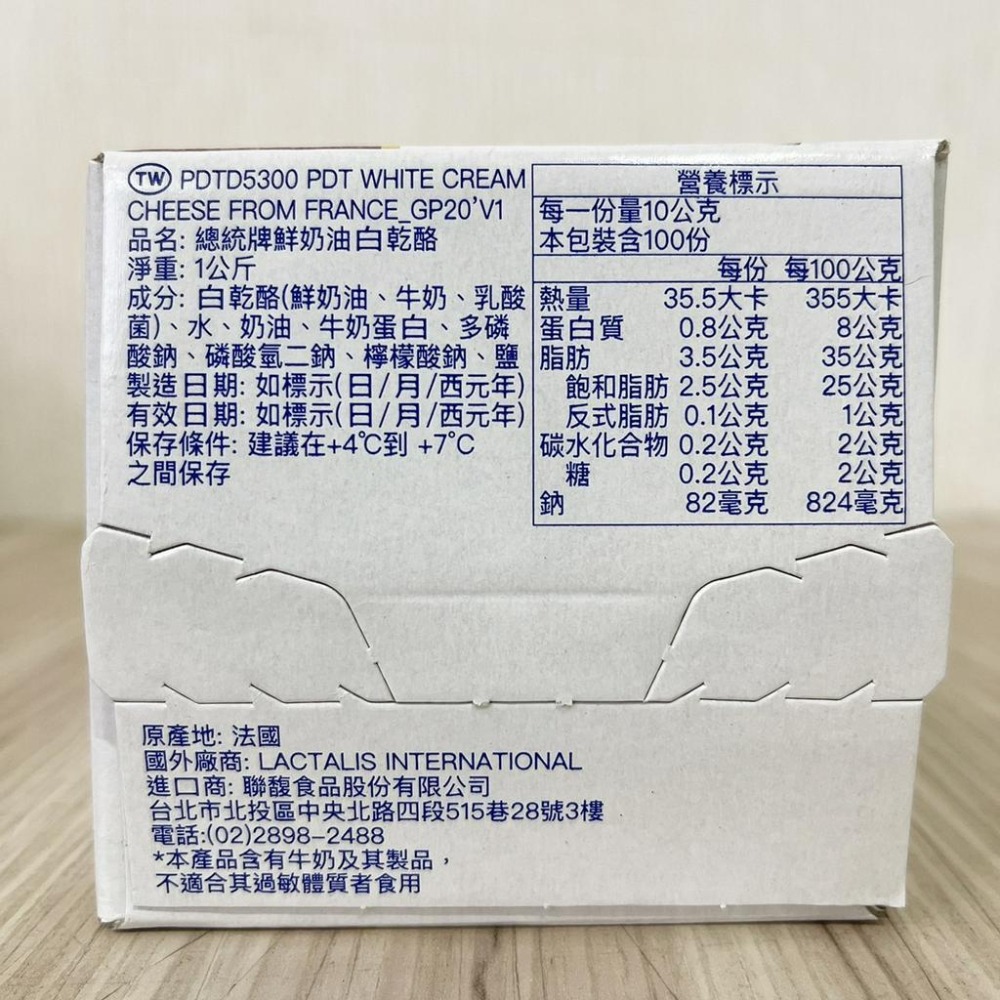 TW PDTD5300 PDT WHITE CREAM
CHEESE FROM FRANCE_GP20'V1
品名: 總統牌鮮奶油白乾酪
淨重: 1公斤
成分: 白乾酪(鮮奶油、牛奶、乳酸
菌)、水、奶油、牛奶蛋白、多磷
酸鈉、磷酸氫二鈉、檸檬酸鈉、鹽
製造日期: 如標示(日/月/西元年)
有效日期: 如標示(日/月/西元年)
保存條件: 建議在+4℃到 +7℃
之間保存
營養標示
每一份量10公克
本包裝含100份
每份 每100公克
熱量 35.5大卡 355大卡
蛋白質 0.8公克 8公克
脂肪 3.5公克 35公克
飽和脂肪 2.5公克 25公克
反式脂肪 0.1公克 1公克
碳水化合物 0.2公克 2公克
糖 0.2公克 2公克
鈉 82毫克 824毫克
原產地: 法國
國外廠商: LACTALIS INTERNATIONAL
進口商: 聯馥食品股份有限公司
台北市北投區中央北路四段515巷28號3樓
電話:(02)2898-2488
*本產品含有牛奶及其製品，
不適合其過敏體質者食用